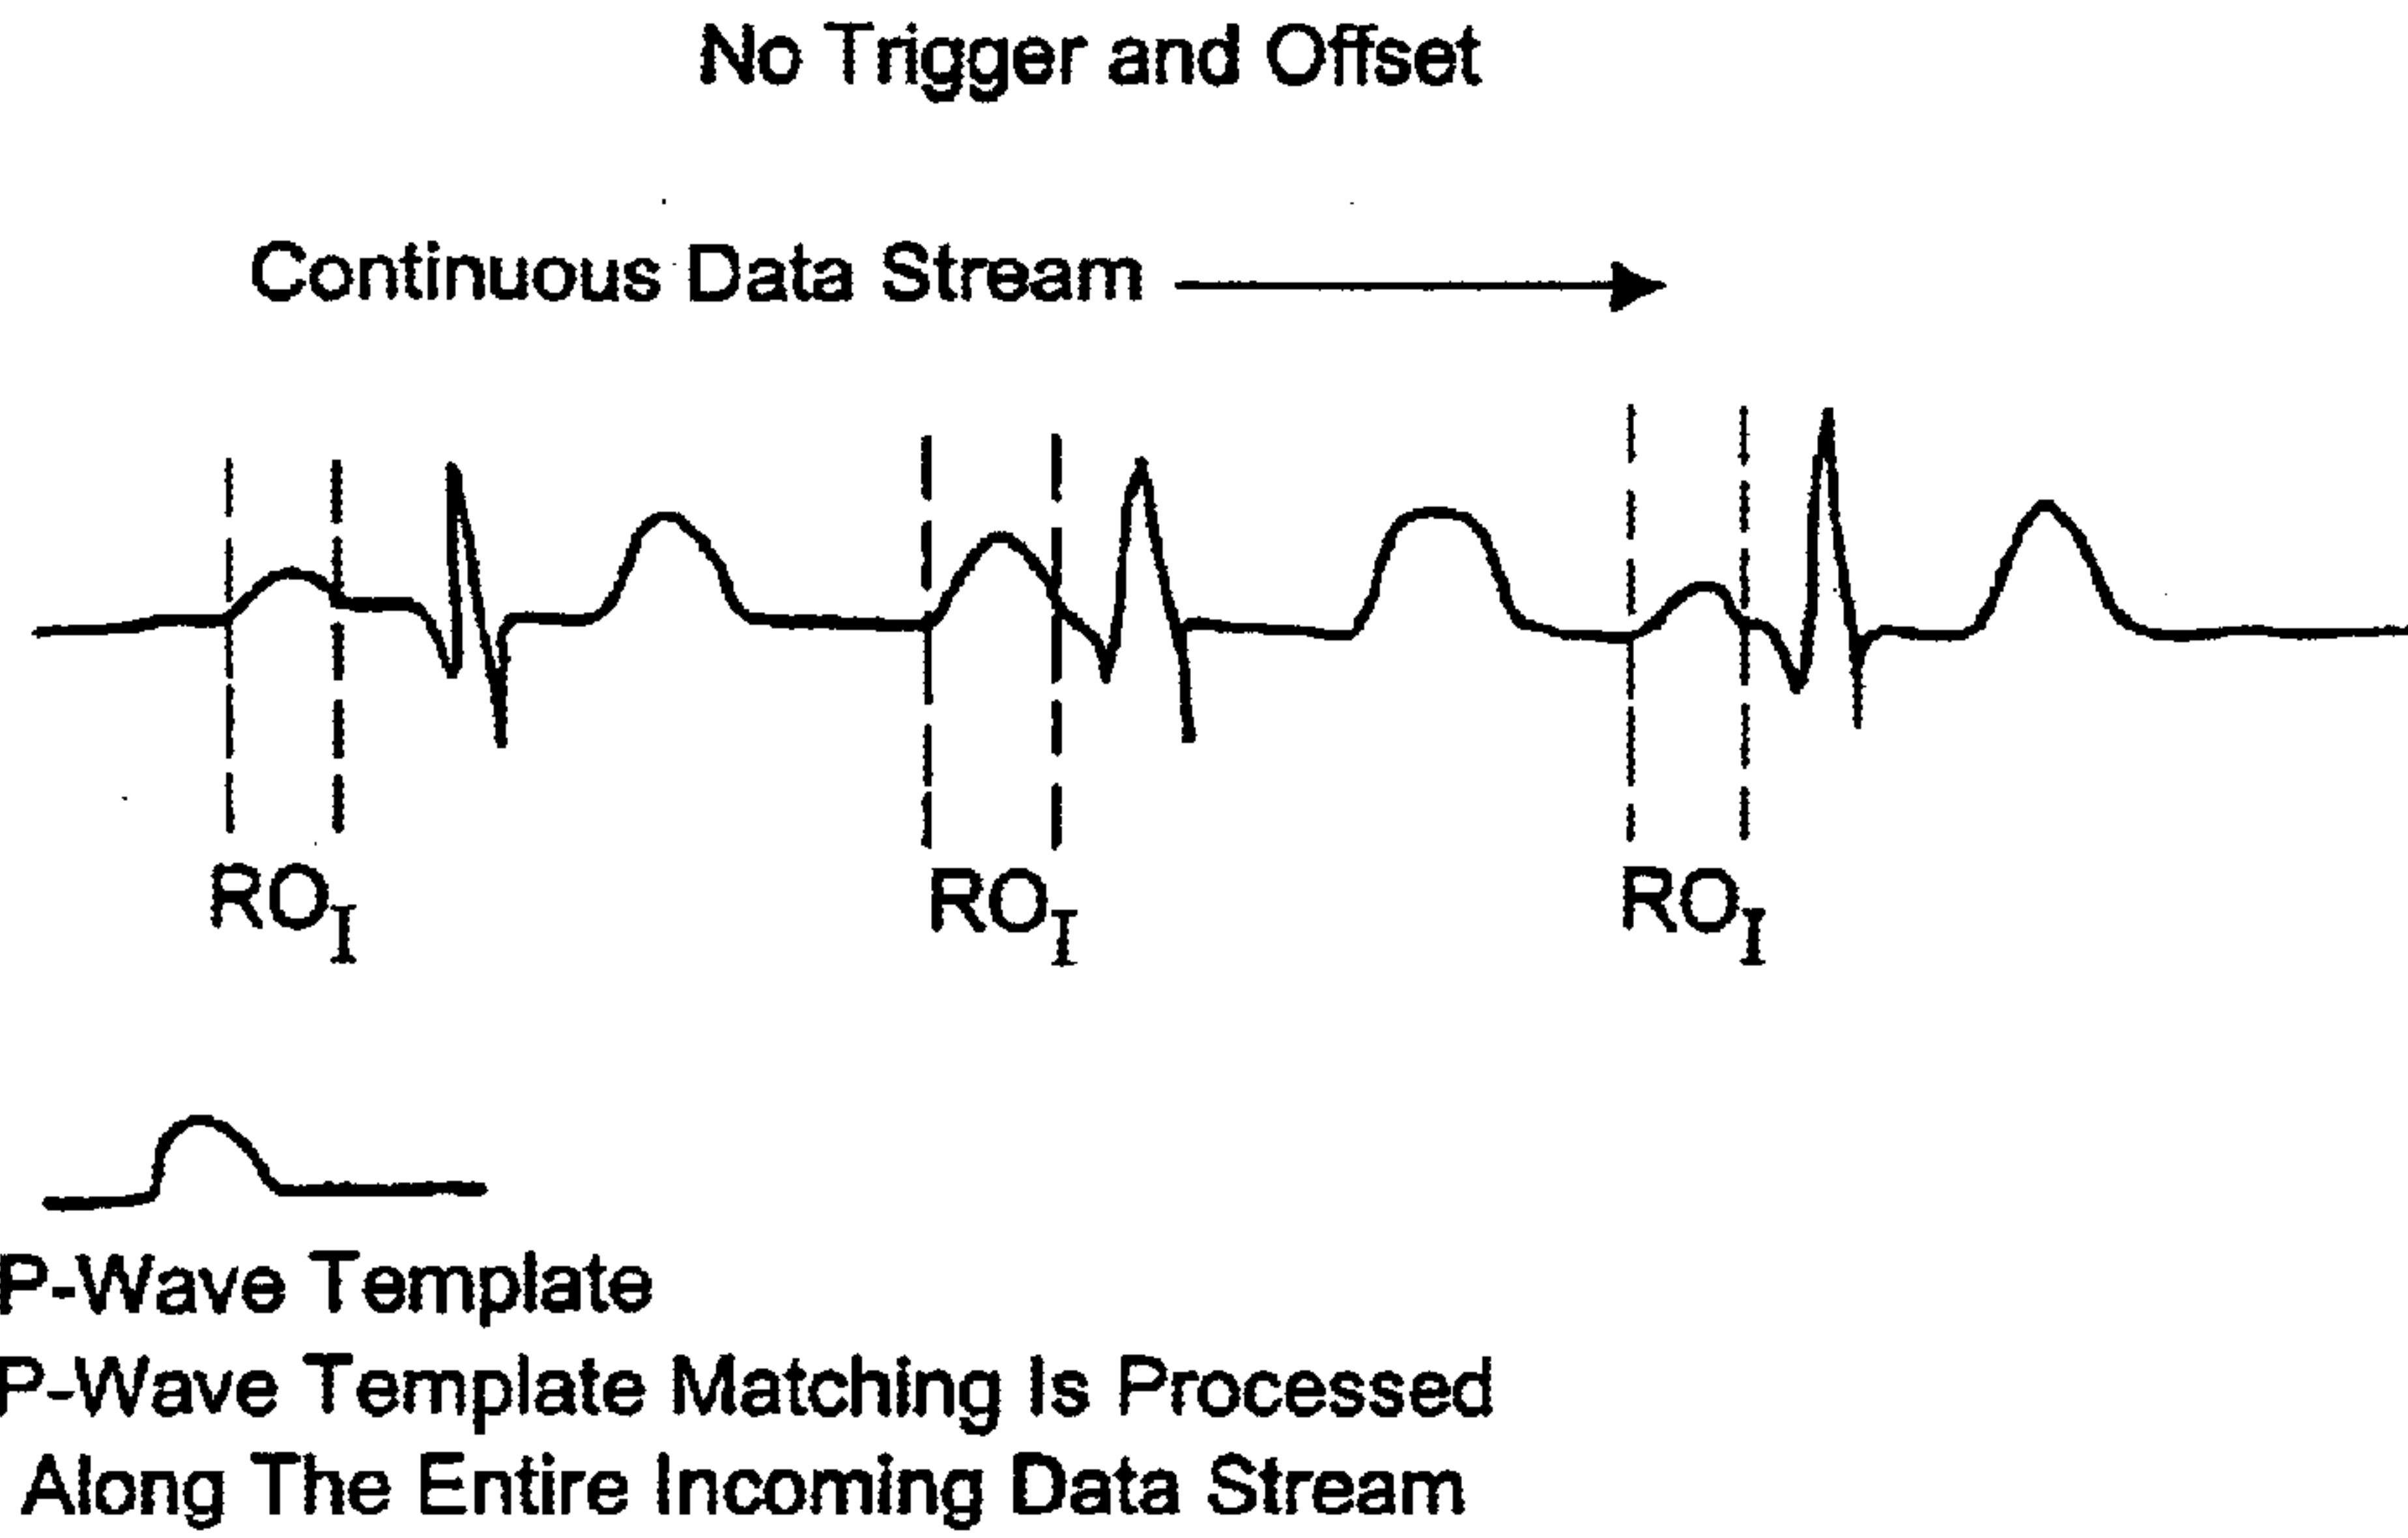 No Trigger and Offset
Continuous Data Stream
ROI
ROI
ROI
P-Wave Template
P-Wave Template Matching Is Processed
Along The Entire Incoming Data Stream